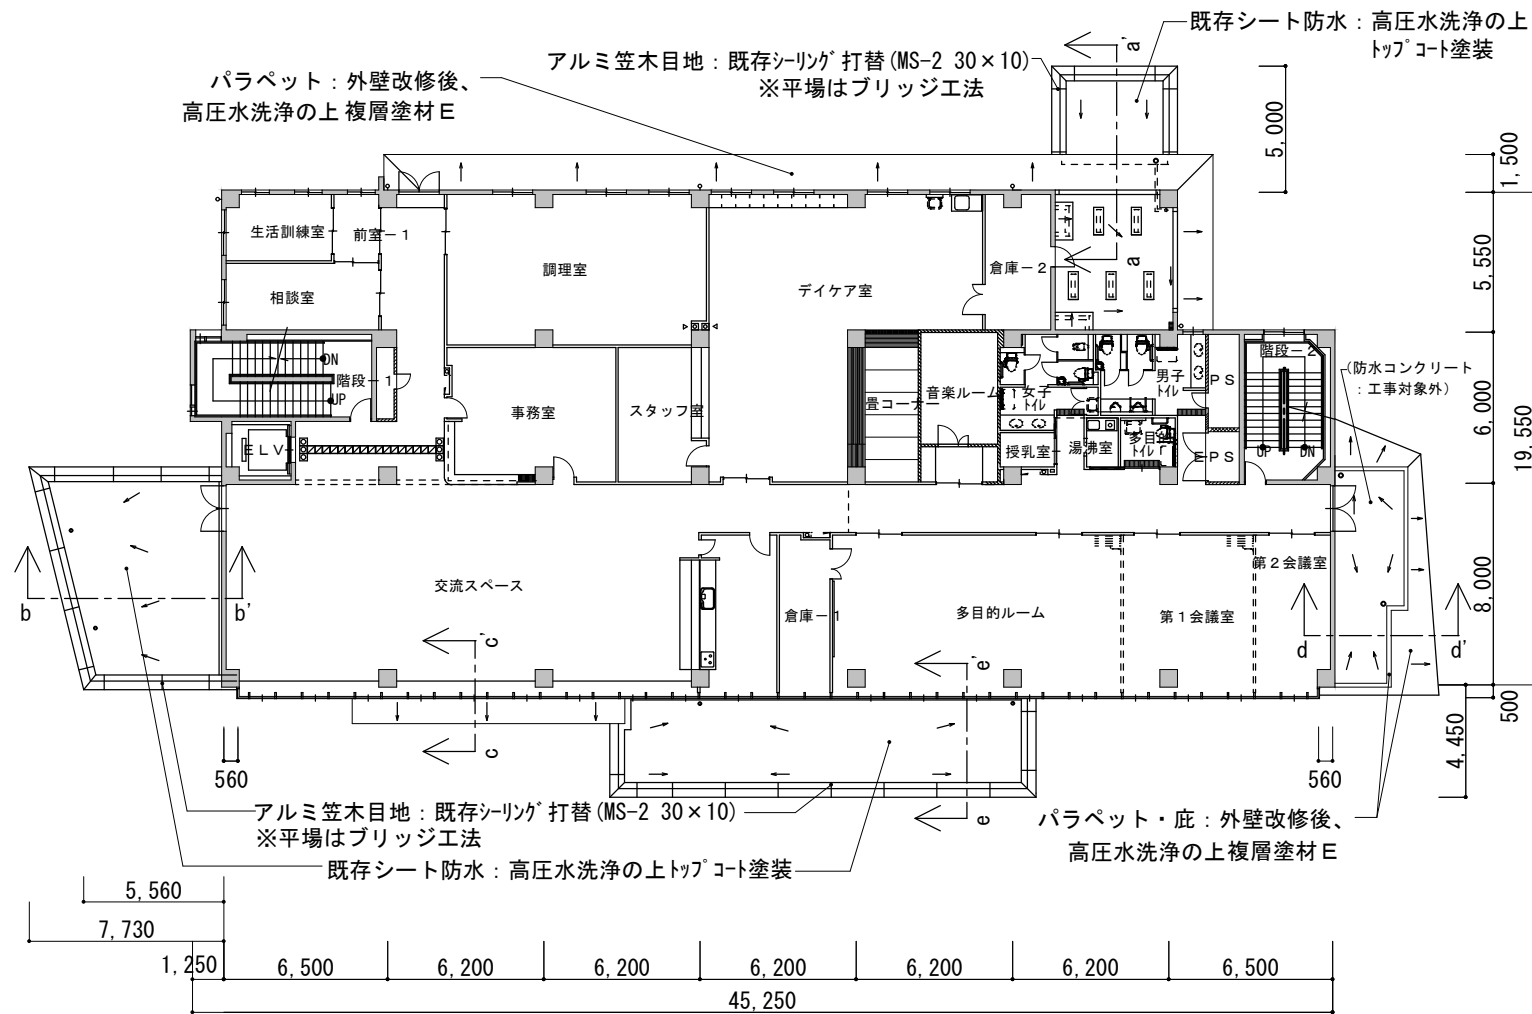 既存シート防水：高圧水洗浄の上
ﾄｯﾌﾟｺｰﾄ塗装
アルミ笠木目地：既存ｼｰﾘﾝｸﾞ打替(MS-2 30×10)
※平場はブリッジ工法
パラペット：外壁改修後、
高圧水洗浄の上 複層塗材E
a'
5,000
1,500
生活訓練室
前室－1
調理室
デイケア室
倉庫－2
a
5,550
相談室
DN
階段－1
UP
事務室
スタッフ室
畳コーナー
音楽ルーム
女子
ﾄｲﾚ
男子
ﾄｲﾚ
PS
階段－2
(防水コンクリート
：工事対象外)
6,000
19,550
ELV
授乳室
湯沸室
多目的
ﾄｲﾚ
EPS
UP
DN
交流スペース
倉庫－1
多目的ルーム
第1会議室
第2会議室
8,000
b
b'
c'
c
e'
e
d
d'
500
4,450
560
560
アルミ笠木目地：既存ｼｰﾘﾝｸﾞ打替(MS-2 30×10)
※平場はブリッジ工法
既存シート防水：高圧水洗浄の上ﾄｯﾌﾟｺｰﾄ塗装
パラペット・庇：外壁改修後、
高圧水洗浄の上複層塗材E
5,560
7,730
1,250
6,500
6,200
6,200
6,200
6,200
6,200
6,500
45,250